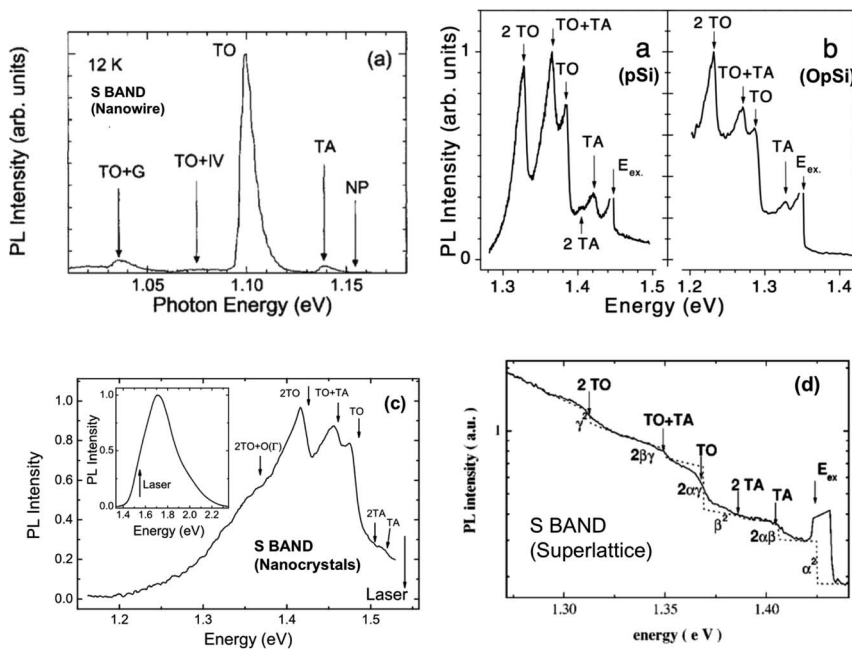 PL Intensity (arb. units)
12 K
S BAND
(Nanowire)
TO
(a)
TO+G
TO+IV
TA
NP
1.05
1.10
1.15
Photon Energy (eV)
PL Intensity (arb. units)
1
0
2 TO
TO+TA
TO
a
(pSi)
TA
E ex.
2 TA
1.3
1.4
1.5
2 TO
TO+TA
TO
b
(OpSi)
TA
E ex.
1.2
1.3
1.4
Energy (eV)
PL Intensity
1.0
0.8
0.6
0.4
0.2
0.0
PL Intensity
1.0
0.5
0.0
Laser
1.4 1.6 1.8 2.0 2.2
Energy (eV)
(c)
2TO
TO+TA
TO
2TO+O(Γ)
2TA
TA
S BAND
(Nanocrystals)
Laser
1.2
1.3
1.4
1.5
Energy (eV)
PL intensity ( a.u. )
1
(d)
2 TO
γ²
TO+TA
2βγ
TO
2αγ
2 TA
β²
TA
2αβ
E ex
α²
S BAND
(Superlattice)
1.30
1.35
1.40
energy ( e V )